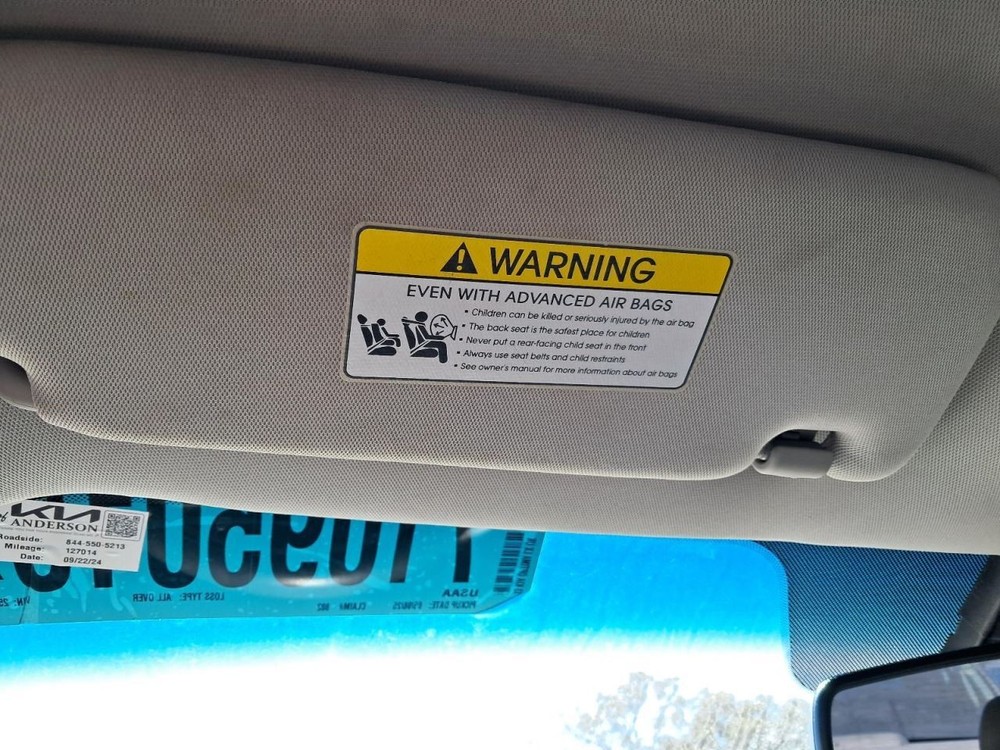 WARNING
EVEN WITH ADVANCED AIR BAGS
• Children can be killed or seriously injured by the air bag
• The back seat is the safest place for children
• Never put a rear-facing child seat in the front
• Always use seat belts and child restraints
• See owner's manual for more information about air bags
KIA
ANDERSON
Roadside: 844-550-5213
Mileage: 127014
Date: 09/22/24
USAA
LOSS TYPE: ALL OVER
CLAIM#
PICKUP DATE: